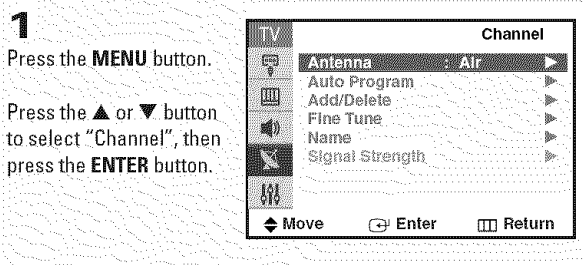 1
Press the MENU button.
Press the ▲ or ▼ button
to select “Channel”, then
press the ENTER button.
TV
Channel
Antenna : Air ▶
Auto Program ▶
Add/Delete ▶
Fine Tune ▶
Name ▶
Signal Strength ▶
Move Enter Return